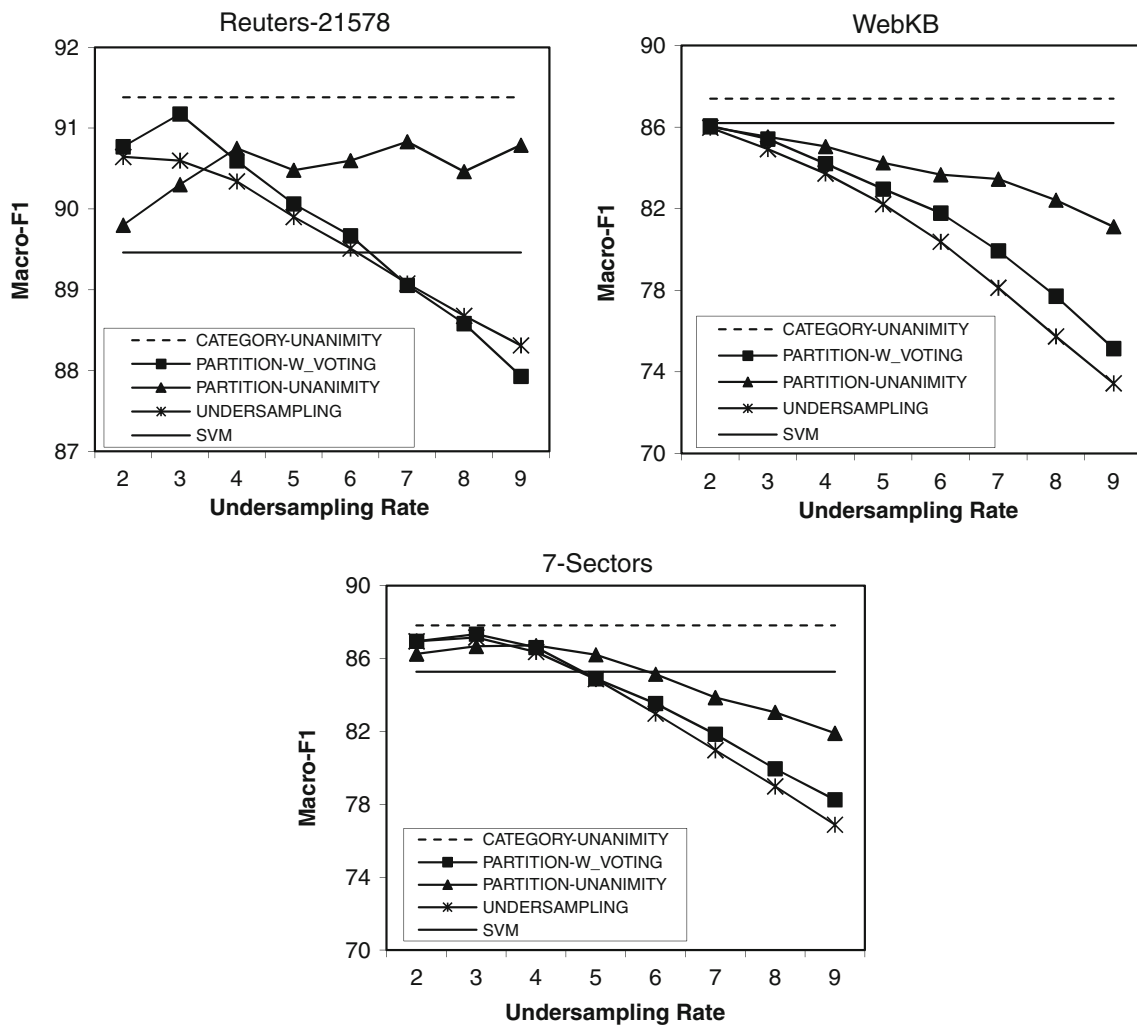 Reuters-21578
92
91
90
89
88
87
Macro-F1
CATEGORY-UNANIMITY
PARTITION-W_VOTING
PARTITION-UNANIMITY
UNDERSAMPLING
SVM
2 3 4 5 6 7 8 9
Undersampling Rate
WebKB
90
86
82
78
74
70
Macro-F1
CATEGORY-UNANIMITY
PARTITION-W_VOTING
PARTITION-UNANIMITY
UNDERSAMPLING
SVM
2 3 4 5 6 7 8 9
Undersampling Rate
7-Sectors
90
86
82
78
74
70
Macro-F1
CATEGORY-UNANIMITY
PARTITION-W_VOTING
PARTITION-UNANIMITY
UNDERSAMPLING
SVM
2 3 4 5 6 7 8 9
Undersampling Rate